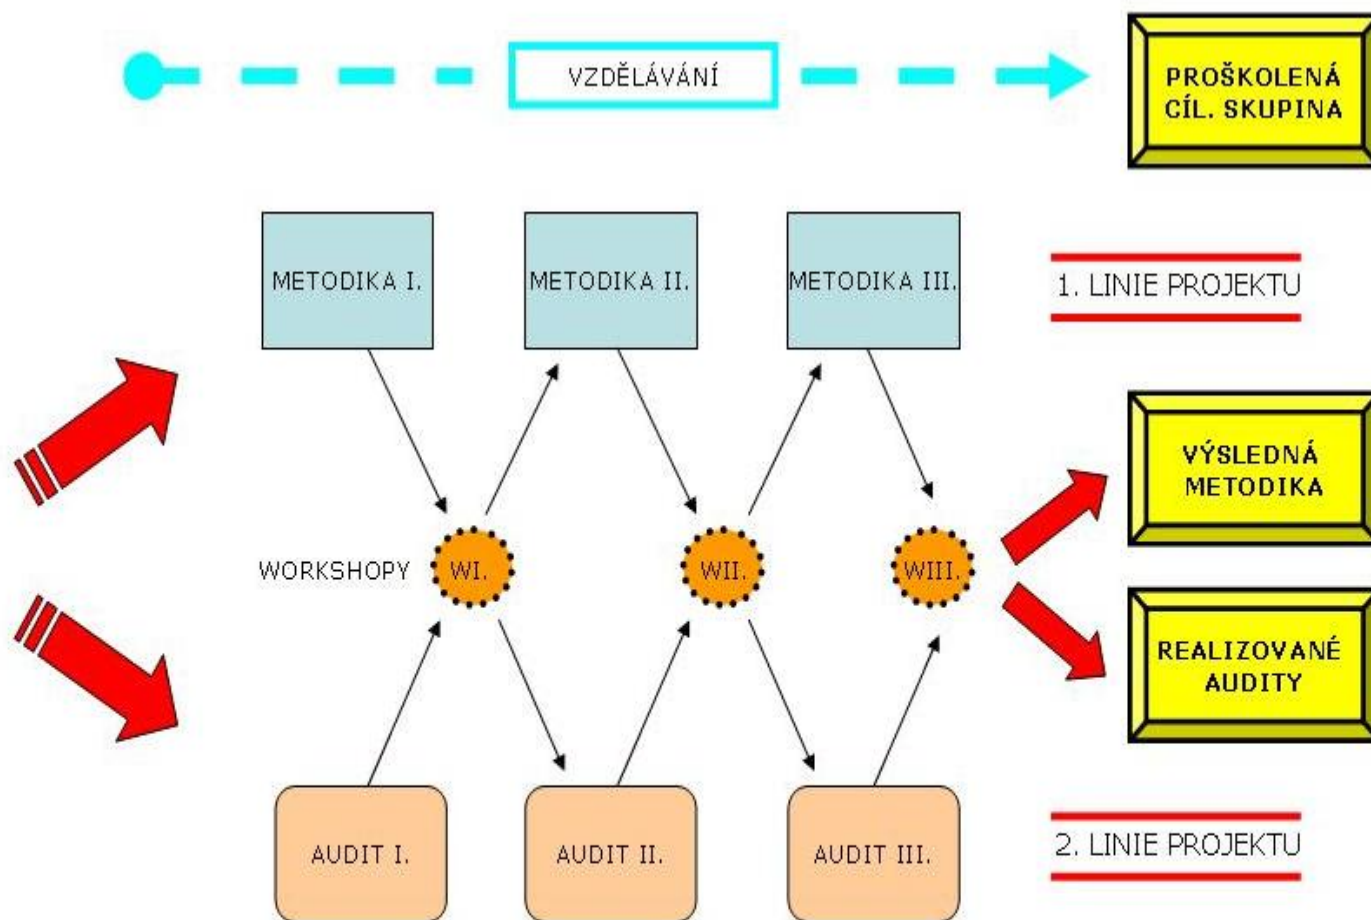 VZDĚLÁVÁNÍ
PROŠKOLENÁ
CÍL. SKUPINA
METODIKA I.
METODIKA II.
METODIKA III.
1. LINIE PROJEKTU
VÝSLEDNÁ
METODIKA
WORKSHOPY
WI.
WII.
WIII.
REALIZOVANÉ
AUDITY
AUDIT I.
AUDIT II.
AUDIT III.
2. LINIE PROJEKTU